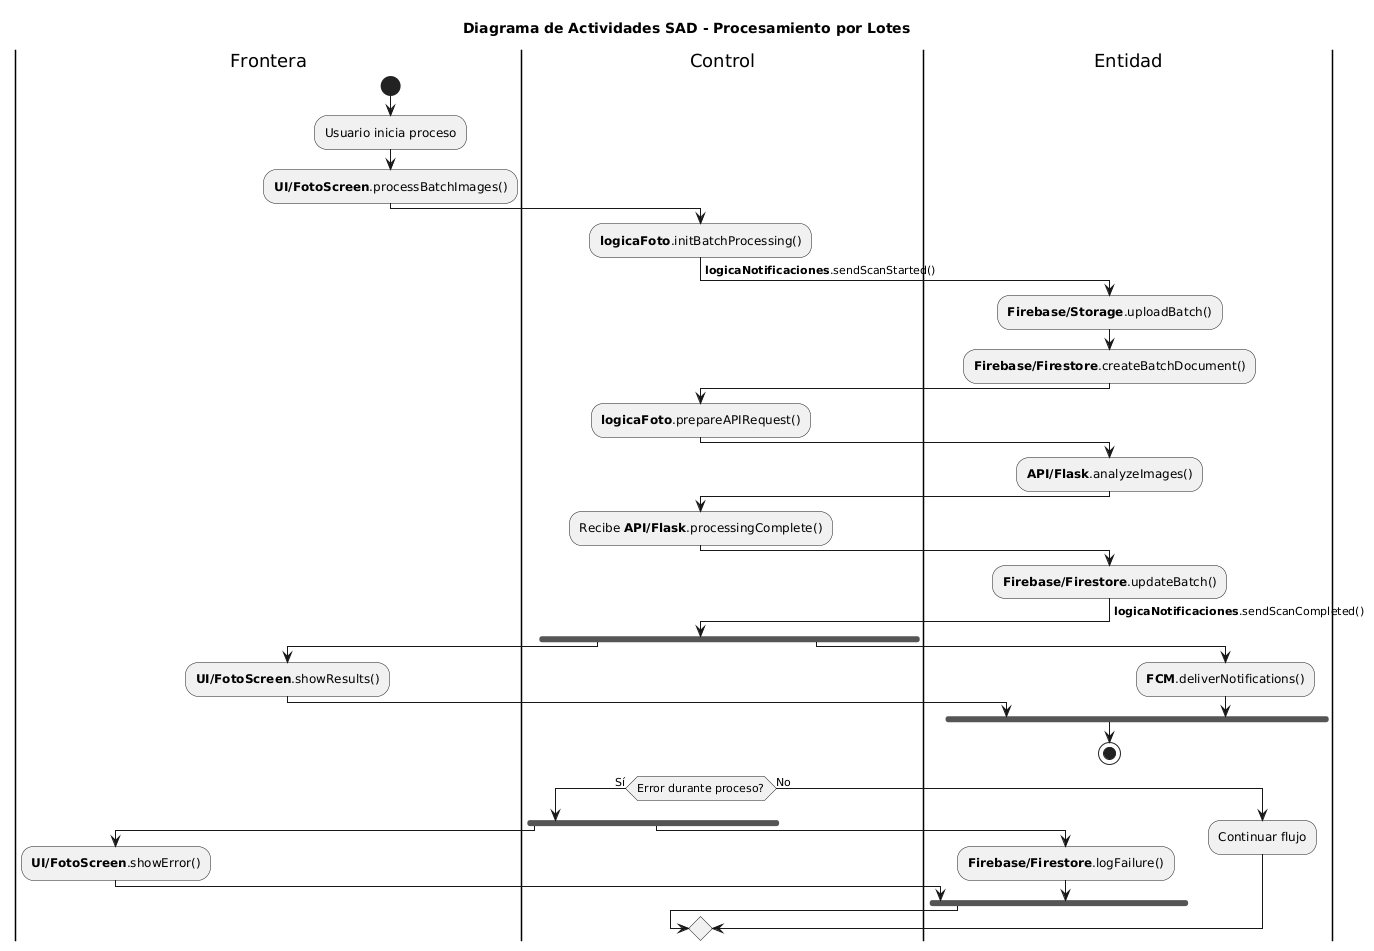 Diagrama de Actividades SAD - Procesamiento por Lotes
Frontera
Control
Entidad
Usuario inicia proceso
UI/FotoScreen.processBatchImages()
logicaFoto.initBatchProcessing()
logicaNotificaciones.sendScanStarted()
Firebase/Storage.uploadBatch()
Firebase/Firestore.createBatchDocument()
logicaFoto.prepareAPIRequest()
API/Flask.analyzeImages()
Recibe API/Flask.processingComplete()
Firebase/Firestore.updateBatch()
logicaNotificaciones.sendScanCompleted()
UI/FotoScreen.showResults()
FCM.deliverNotifications()
Sí
Error durante proceso?
No
Continuar flujo
UI/FotoScreen.showError()
Firebase/Firestore.logFailure()